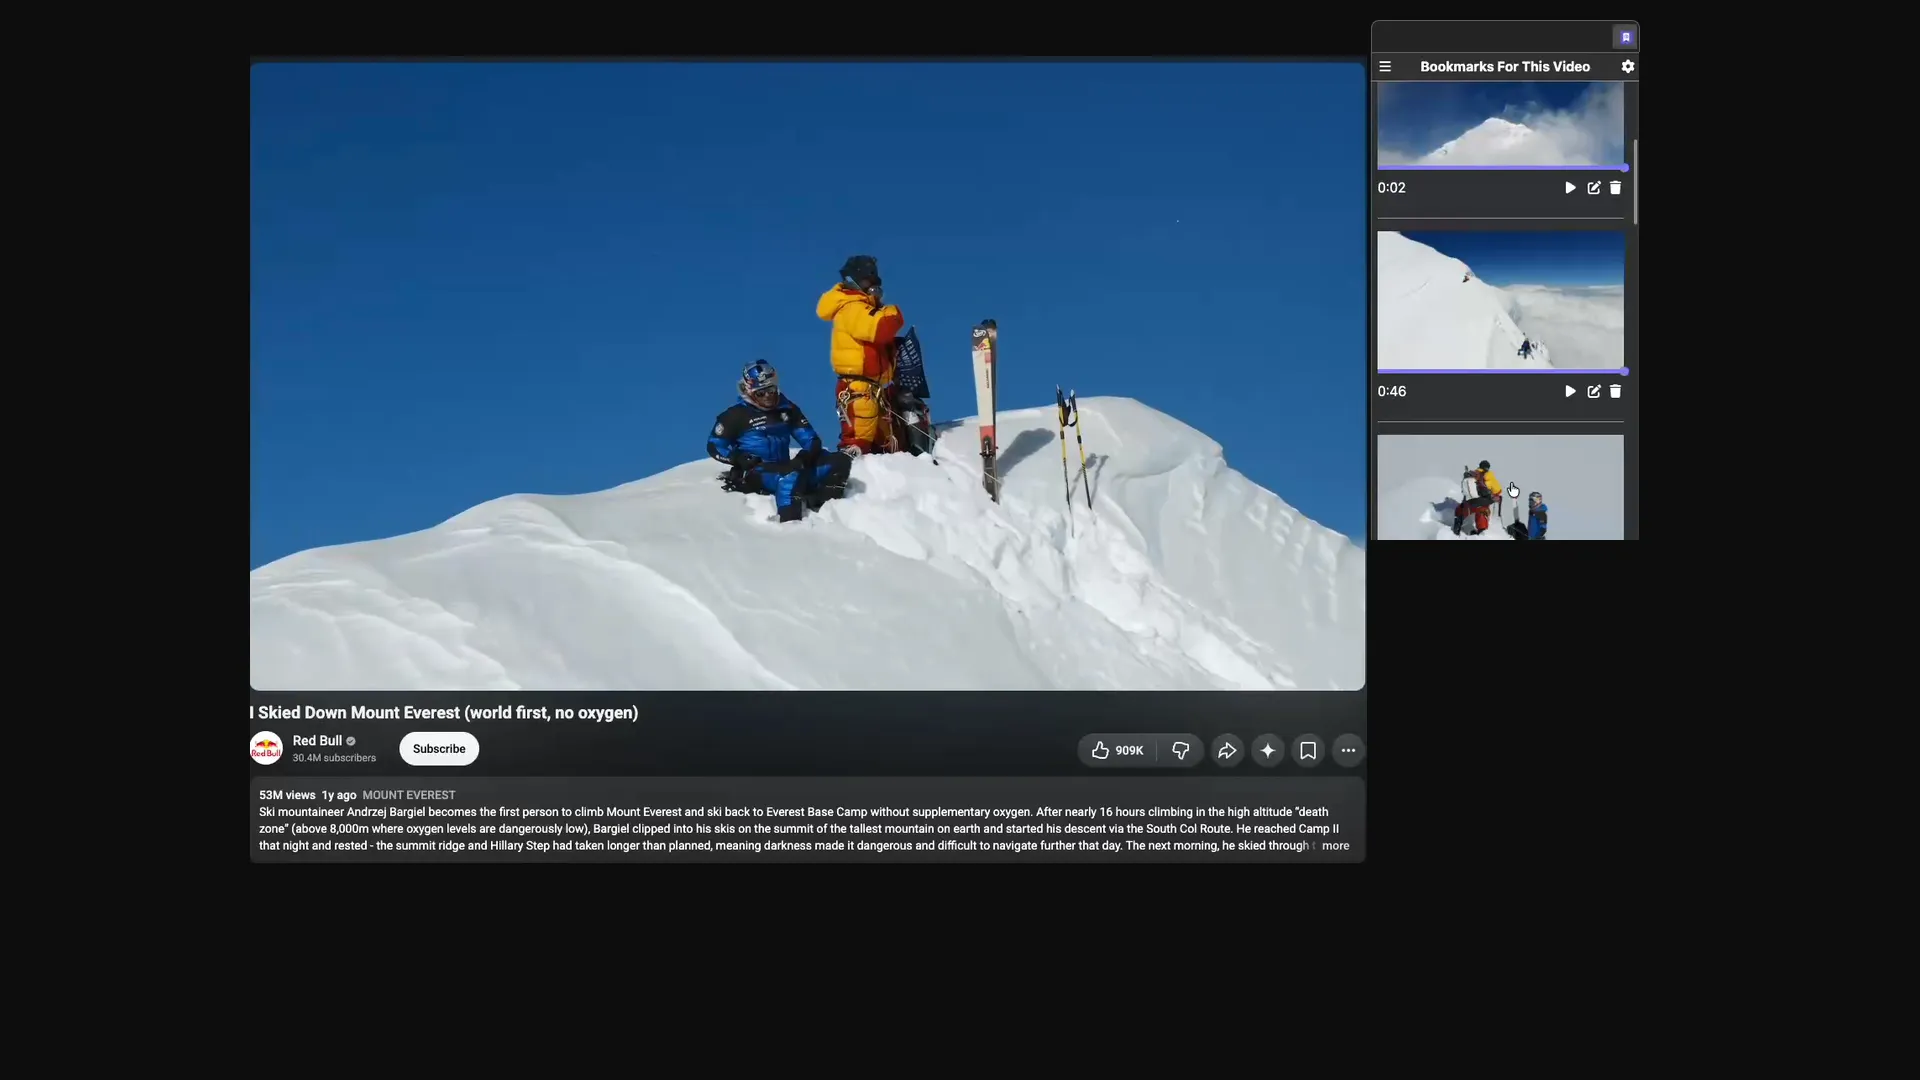 Bookmarks For This Video
0:02
0:46
I Skied Down Mount Everest (world first, no oxygen)
Red Bull
Red Bull
30.4M subscribers
Subscribe
909K
53M views 1y ago MOUNT EVEREST
Ski mountaineer Andrzej Bargiel becomes the first person to climb Mount Everest and ski back to Everest Base Camp without supplementary oxygen. After nearly 16 hours climbing in the high altitude "death
zone" (above 8,000m where oxygen levels are dangerously low), Bargiel clipped into his skis on the summit of the tallest mountain on earth and started his descent via the South Col Route. He reached Camp II
that night and rested - the summit ridge and Hillary Step had taken longer than planned, meaning darkness made it dangerous and difficult to navigate further that day. The next morning, he skied through more